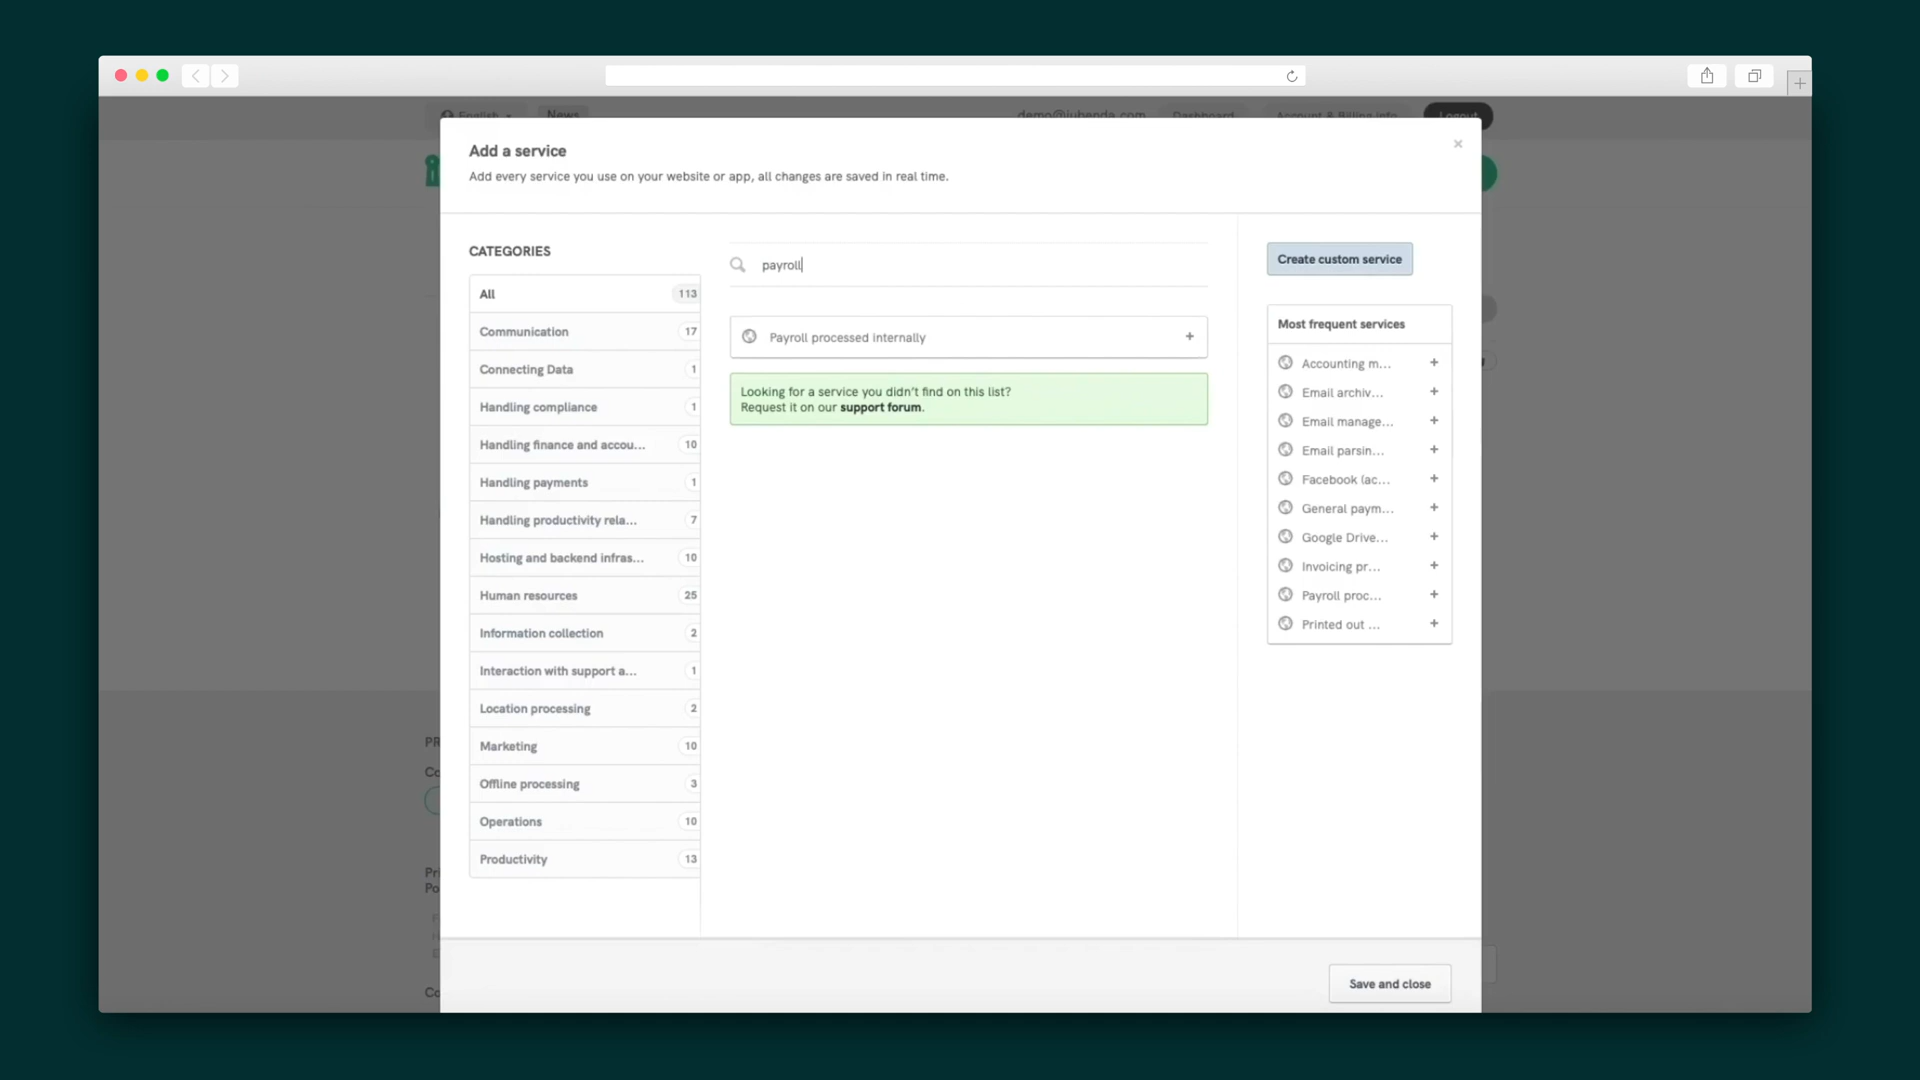 English
News
demo@iubenda.com
Dashboard
Account & Billing info
Logout
Add a service
Add every service you use on your website or app, all changes are saved in real time.
CATEGORIES
All 113
Communication 17
Connecting Data 1
Handling compliance 1
Handling finance and accou... 10
Handling payments 1
Handling productivity rela... 7
Hosting and backend infras... 10
Human resources 25
Information collection 2
Interaction with support a... 1
Location processing 2
Marketing 10
Offline processing 3
Operations 10
Productivity 13
payroll
Payroll processed internally +
Looking for a service you didn't find on this list?
Request it on our support forum.
Create custom service
Most frequent services
Accounting m... +
Email archiv... +
Email manage... +
Email parsin... +
Facebook (ac... +
General paym... +
Google Drive... +
Invoicing pr... +
Payroll proc... +
Printed out ... +
Save and close
PR
Co
Pri
Po
Co